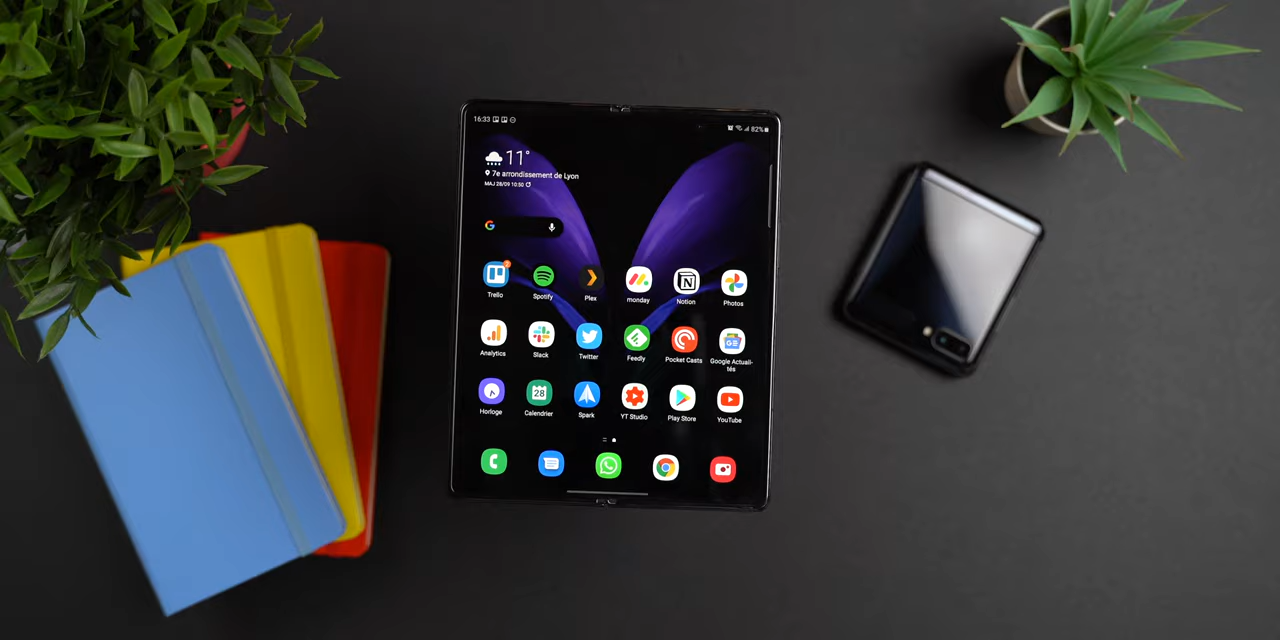 16:33
82%
11°
7e arrondissement de Lyon
MAJ 28/09 10:50
2
Trello Spotify Plex monday Notion Photos
Analytics Slack Twitter Feedly Pocket Casts Google Actuali-
tés
28
Horloge Calendrier Spark YT Studio Play Store YouTube